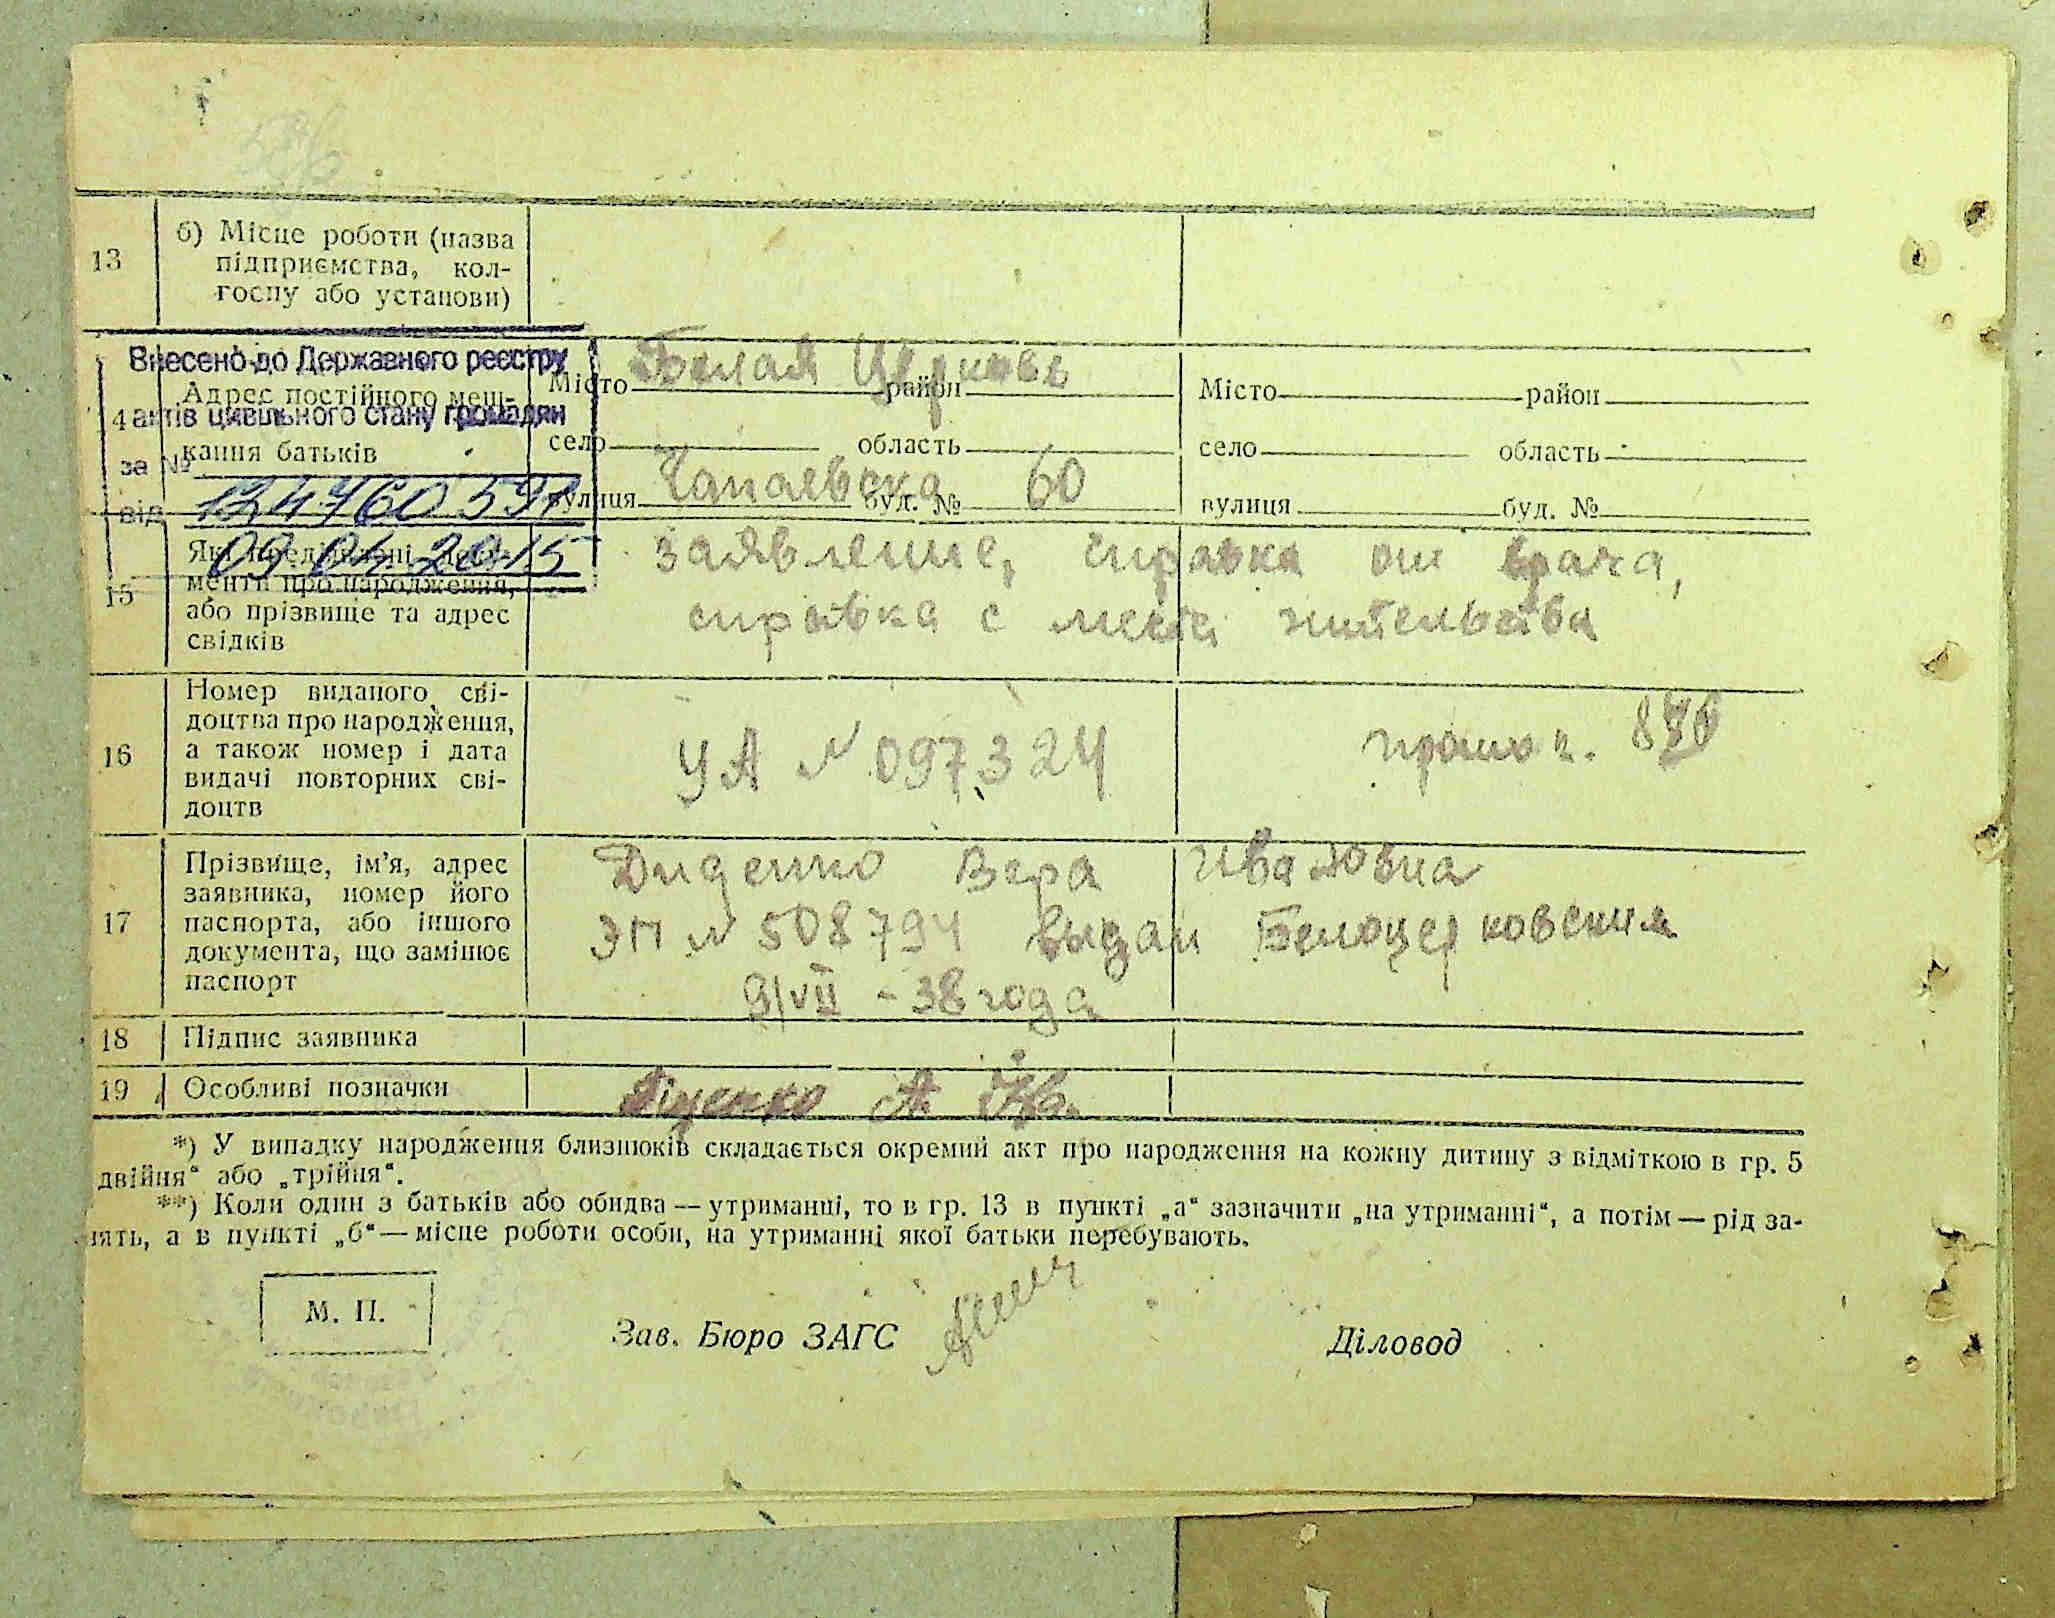 13
б) Місце роботи (назва
підприємства, кол-
госпу або установи)
Внесено до Державного реєстру
актів цивільного стану громадян
за №
від
09 04 2015
4
Адрес постійного меш-
кання батьків
Белая Церковь
Місто район
село область
Чапаевска 60
вулиця буд. №
Місто район
село область
вулиця буд. №
15
Які пред'явлені доку-
менти про народження,
або прізвище та адрес
свідків
заявление, справка от врача,
справка с места жительства
16
Номер виданого сві-
доцтва про народження,
а також номер і дата
видачі повторних сві-
доцтв
УА № 097324
17
Прізвище, ім'я, адрес
заявника, номер його
паспорта, або іншого
документа, що замінює
паспорт
Диденко Вера Ивановна
ЭП № 508794 выдан Белоцерковским
9/VII - 38 года
18
Підпис заявника
19
Особливі позначки
*) У випадку народження близнюків складається окремий акт про народження на кожну дитину з відміткою в гр. 5
двійня“ або „трійня“.
**) Коли один з батьків або обидва — утриманці, то в гр. 13 в пункті „а“ зазначити „на утриманні“, а потім — рід за-
нять, а в пункті „б“ — місце роботи особи, на утриманні якої батьки перебувають.
М. П.
Зав. Бюро ЗАГС
Діловод